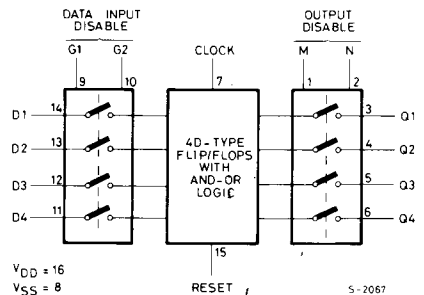 DATA INPUT
DISABLE
OUTPUT
DISABLE
G1 G2 CLOCK M N
9 10 7 1 2
D1 14 3 Q1
D2 13 4 Q2
D3 12 5 Q3
D4 11 6 Q4
4D-TYPE
FLIP/FLOPS
WITH
AND-OR
LOGIC
15
VDD = 16
VSS = 8
RESET
S-2067